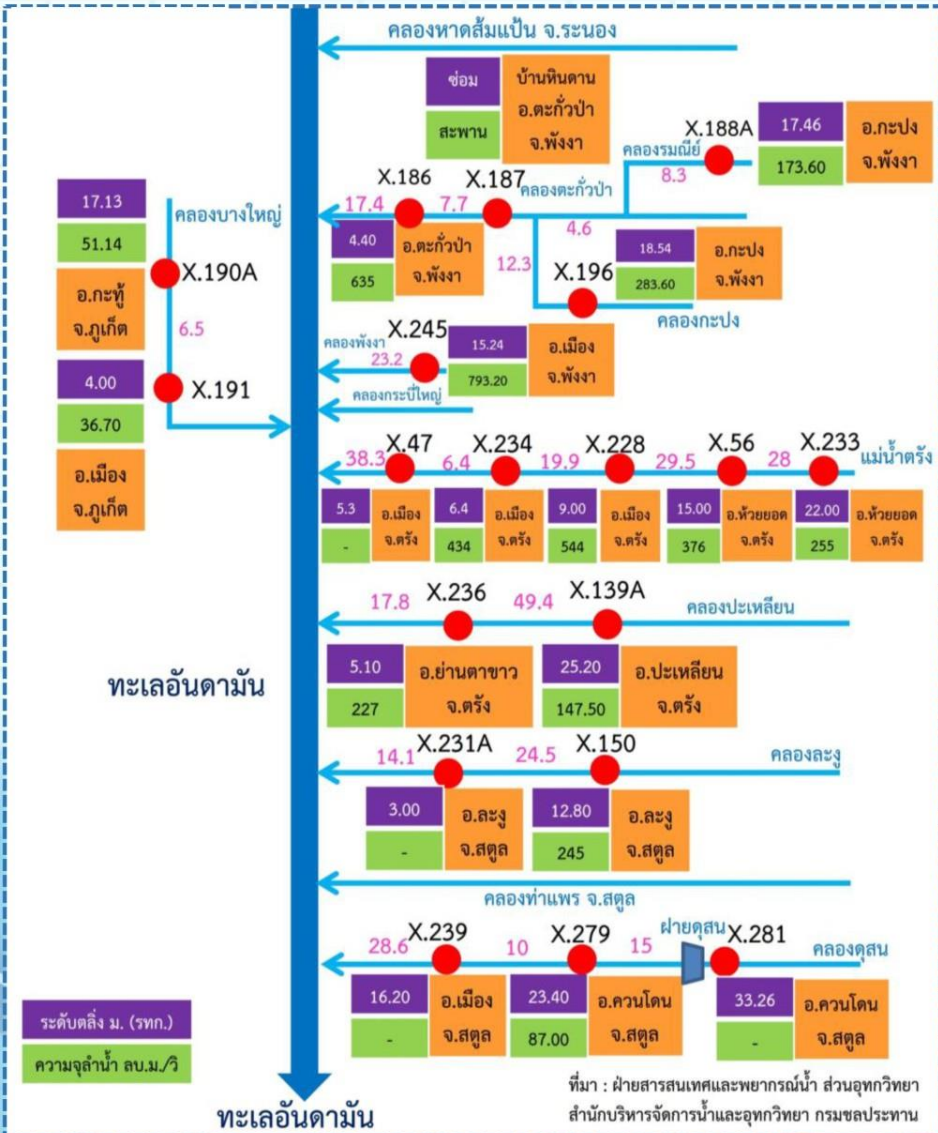 คลองหาดส้มแป้น จ.ระนอง
ซ่อม
สะพาน
บ้านหินดาน
อ.ตะกั่วป่า
จ.พังงา
X.188A
17.46
173.60
อ.กะปง
จ.พังงา
คลองรมณีย์
8.3
X.186
X.187
คลองตะกั่วป่า
17.4
7.7
4.6
4.40
635
อ.ตะกั่วป่า
จ.พังงา
12.3
X.196
18.54
283.60
อ.กะปง
จ.พังงา
คลองกะปง
17.13
51.14
อ.กะทู้
จ.ภูเก็ต
คลองบางใหญ่
X.190A
6.5
4.00
36.70
อ.เมือง
จ.ภูเก็ต
X.191
คลองพังงา
23.2
X.245
15.24
793.20
อ.เมือง
จ.พังงา
คลองกระบี่ใหญ่
X.47
X.234
X.228
X.56
X.233
38.3
6.4
19.9
29.5
28
แม่น้ำตรัง
5.3
-
อ.เมือง
จ.ตรัง
6.4
434
อ.เมือง
จ.ตรัง
9.00
544
อ.เมือง
จ.ตรัง
15.00
376
อ.ห้วยยอด
จ.ตรัง
22.00
255
อ.ห้วยยอด
จ.ตรัง
17.8
X.236
49.4
X.139A
คลองปะเหลียน
5.10
227
อ.ย่านตาขาว
จ.ตรัง
25.20
147.50
อ.ปะเหลียน
จ.ตรัง
ทะเลอันดามัน
14.1
X.231A
24.5
X.150
คลองละงู
3.00
-
อ.ละงู
จ.สตูล
12.80
245
อ.ละงู
จ.สตูล
คลองท่าแพร จ.สตูล
28.6
X.239
10
X.279
15
ฝายดุสน
X.281
คลองดุสน
16.20
-
อ.เมือง
จ.สตูล
23.40
87.00
อ.ควนโดน
จ.สตูล
33.26
-
อ.ควนโดน
จ.สตูล
ระดับตลิ่ง ม. (รทก.)
ความจุลำน้ำ ลบ.ม./วิ
ทะเลอันดามัน
ที่มา : ฝ่ายสารสนเทศและพยากรณ์น้ำ ส่วนอุทกวิทยา
สำนักบริหารจัดการน้ำและอุทกวิทยา กรมชลประทาน